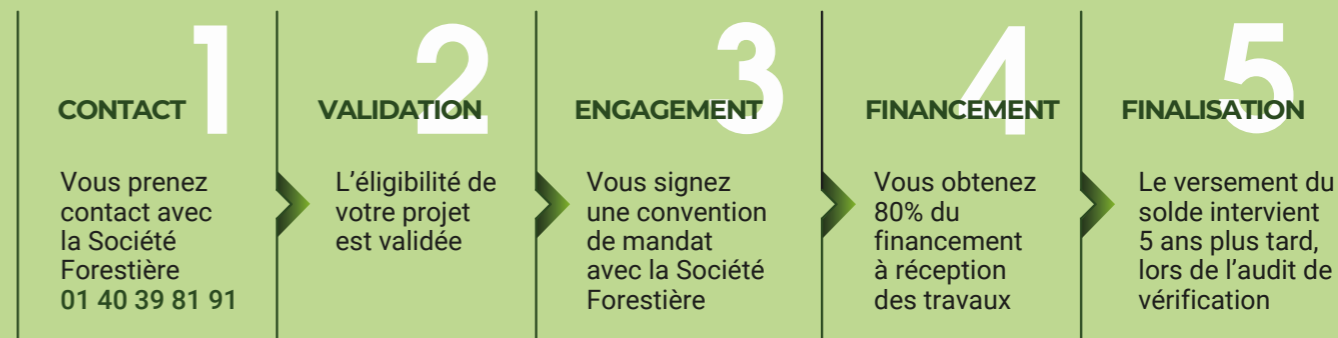 1
CONTACT
Vous prenez
contact avec
la Société
Forestière
01 40 39 81 91
2
VALIDATION
L’éligibilité de
votre projet
est validée
3
ENGAGEMENT
Vous signez
une convention
de mandat
avec la Société
Forestière
4
FINANCEMENT
Vous obtenez
80% du
financement
à réception
des travaux
5
FINALISATION
Le versement du
solde intervient
5 ans plus tard,
lors de l’audit de
vérification